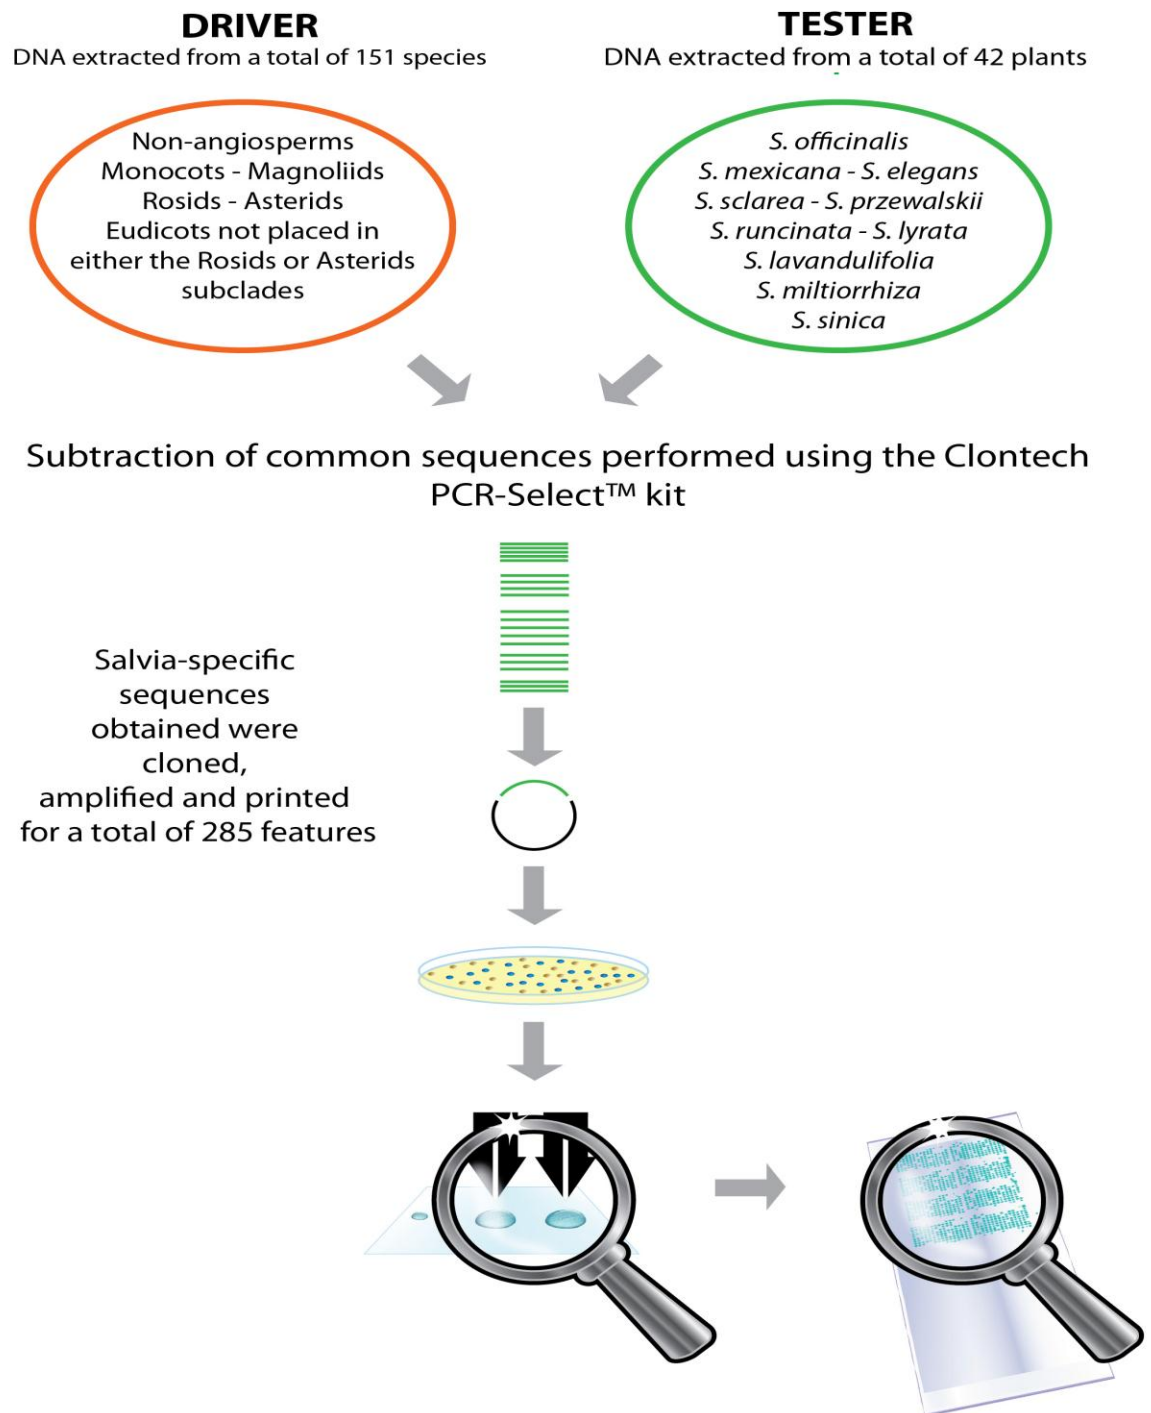 DRIVER
DNA extracted from a total of 151 species
Non-angiosperms
Monocots - Magnoliids
Rosids - Asterids
Eudicots not placed in
either the Rosids or Asterids
subclades
TESTER
DNA extracted from a total of 42 plants
S. officinalis
S. mexicana - S. elegans
S. sclarea - S. przewalskii
S. runcinata - S. lyrata
S. lavandulifolia
S. miltiorrhiza
S. sinica
Subtraction of common sequences performed using the Clontech
PCR-Select™ kit
Salvia-specific
sequences
obtained were
cloned,
amplified and printed
for a total of 285 features